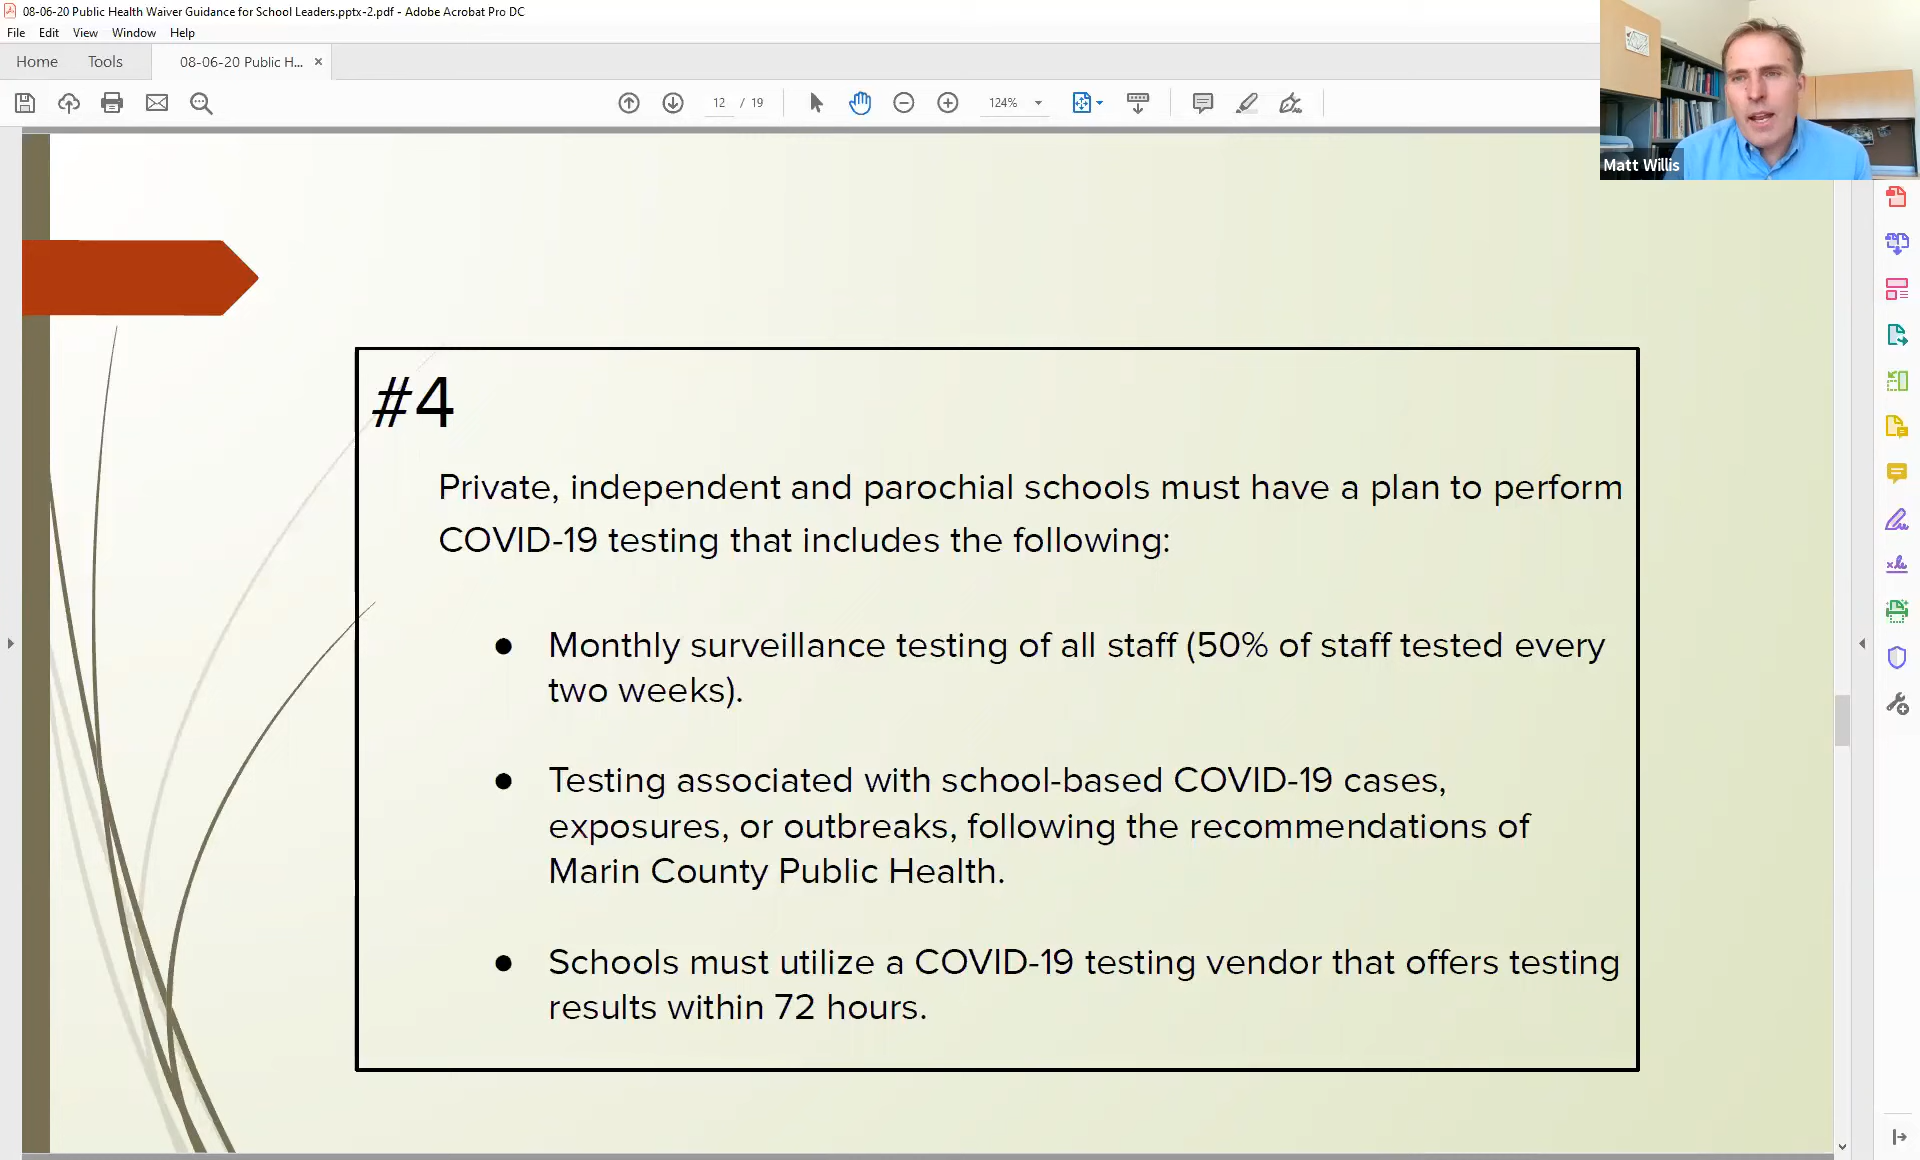 08-06-20 Public Health Waiver Guidance for School Leaders.pptx-2.pdf - Adobe Acrobat Pro DC
File Edit View Window Help
Home Tools 08-06-20 Public H... ×
12 / 19 124%
Matt Willis
#4
Private, independent and parochial schools must have a plan to perform
COVID-19 testing that includes the following:
● Monthly surveillance testing of all staff (50% of staff tested every
two weeks).
● Testing associated with school-based COVID-19 cases,
exposures, or outbreaks, following the recommendations of
Marin County Public Health.
● Schools must utilize a COVID-19 testing vendor that offers testing
results within 72 hours.